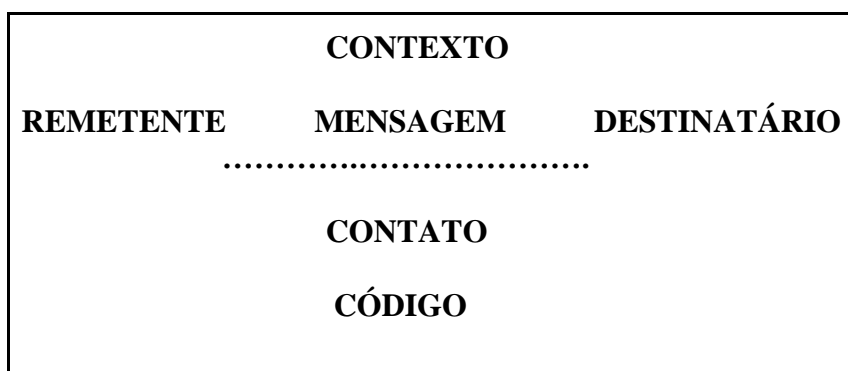 CONTEXTO
REMETENTE MENSAGEM DESTINATÁRIO
………….………………….
CONTATO
CÓDIGO